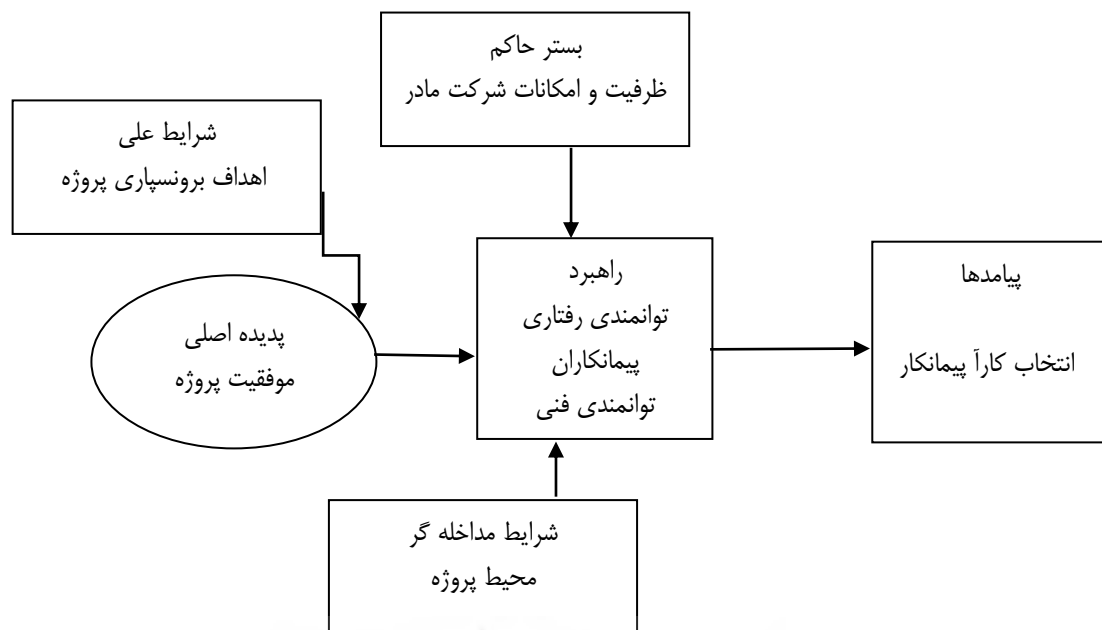 بستر حاکم
ظرفیت و امکانات شرکت مادر
شرایط علی
اهداف برونسپاری پروژه
پدیده اصلی
موفقیت پروژه
راهبرد
توانمندی رفتاری
پیمانکاران
توانمندی فنی
پیامدها
انتخاب کارآ پیمانکار
شرایط مداخله گر
محیط پروژه